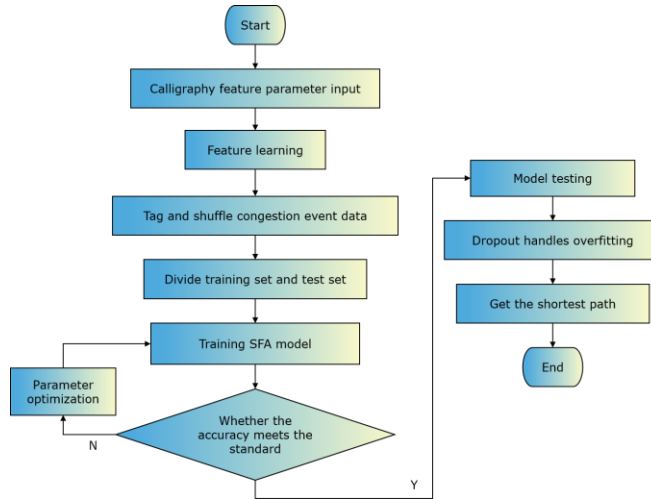 Start
Calligraphy feature parameter input
Feature learning
Tag and shuffle congestion event data
Divide training set and test set
Training SFA model
Parameter
optimization
Whether the
accuracy meets the
standard
N
Y
Model testing
Dropout handles overfitting
Get the shortest path
End